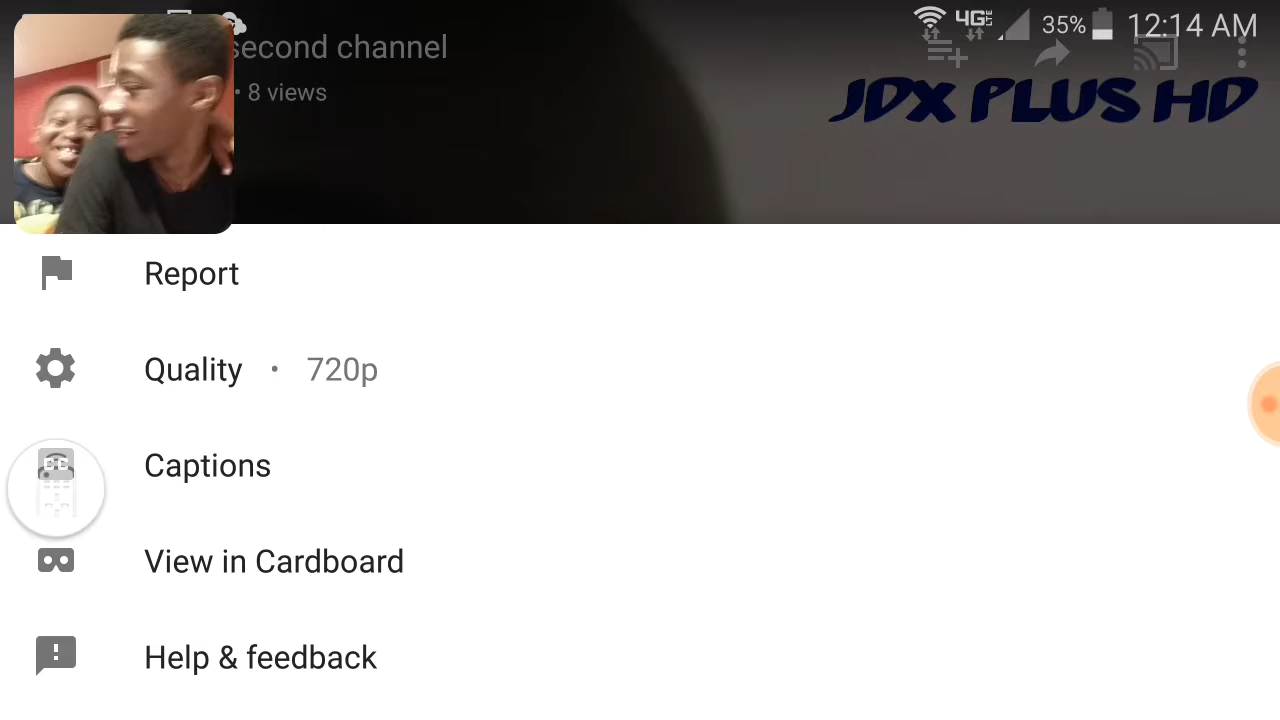 second channel
35% 12:14 AM
4G LTE
• 8 views
JDX PLUS HD
Report
Quality • 720p
CC
Captions
View in Cardboard
Help & feedback